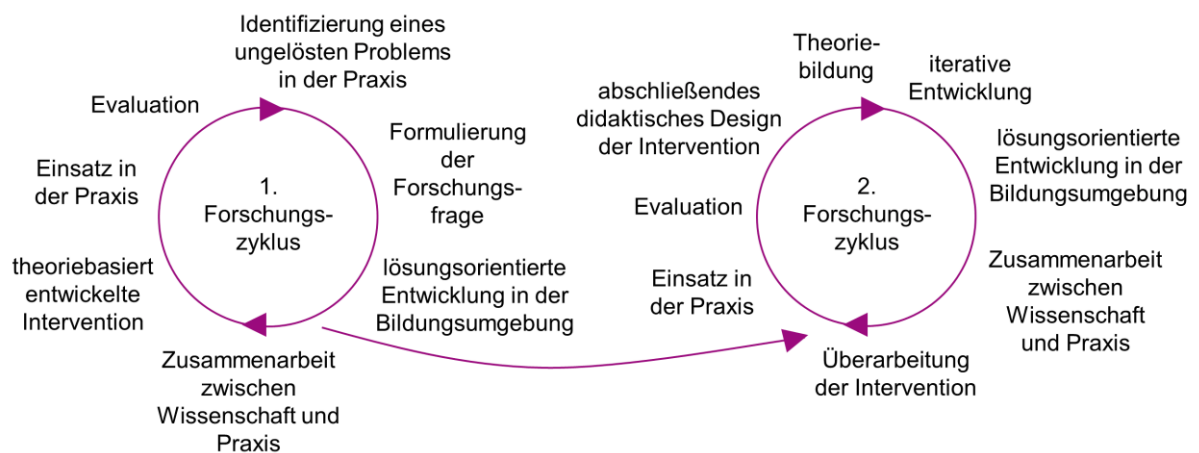 Identifizierung eines
ungelösten Problems
in der Praxis
Formulierung
der
Forschungs-
frage
lösungsorientierte
Entwicklung in der
Bildungsumgebung
Zusammenarbeit
zwischen
Wissenschaft und
Praxis
theoriebasiert
entwickelte
Intervention
Einsatz in
der Praxis
Evaluation
1.
Forschungs-
zyklus
Theorie-
bildung
iterative
Entwicklung
lösungsorientierte
Entwicklung in der
Bildungsumgebung
Zusammenarbeit
zwischen
Wissenschaft
und Praxis
Überarbeitung
der Intervention
Einsatz in
der Praxis
Evaluation
abschließendes
didaktisches Design
der Intervention
2.
Forschungs-
zyklus